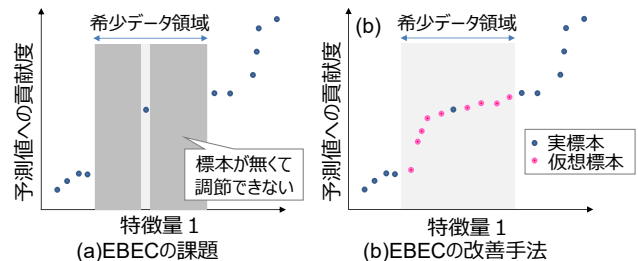 希少データ領域
予測値への貢献度
標本が無くて
調節できない
特徴量 1
(a)EBECの課題
(b)
希少データ領域
予測値への貢献度
実標本
仮想標本
特徴量 1
(b)EBECの改善手法